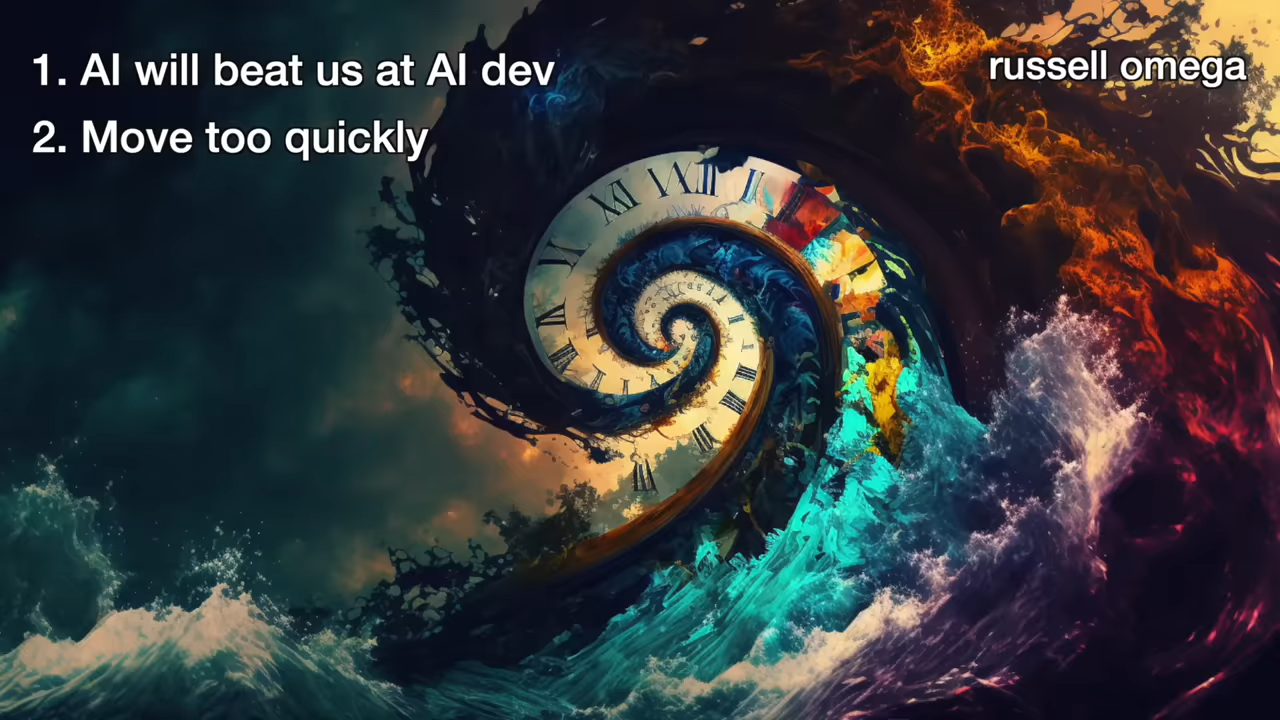 1. AI will beat us at AI dev
russell omega
2. Move too quickly